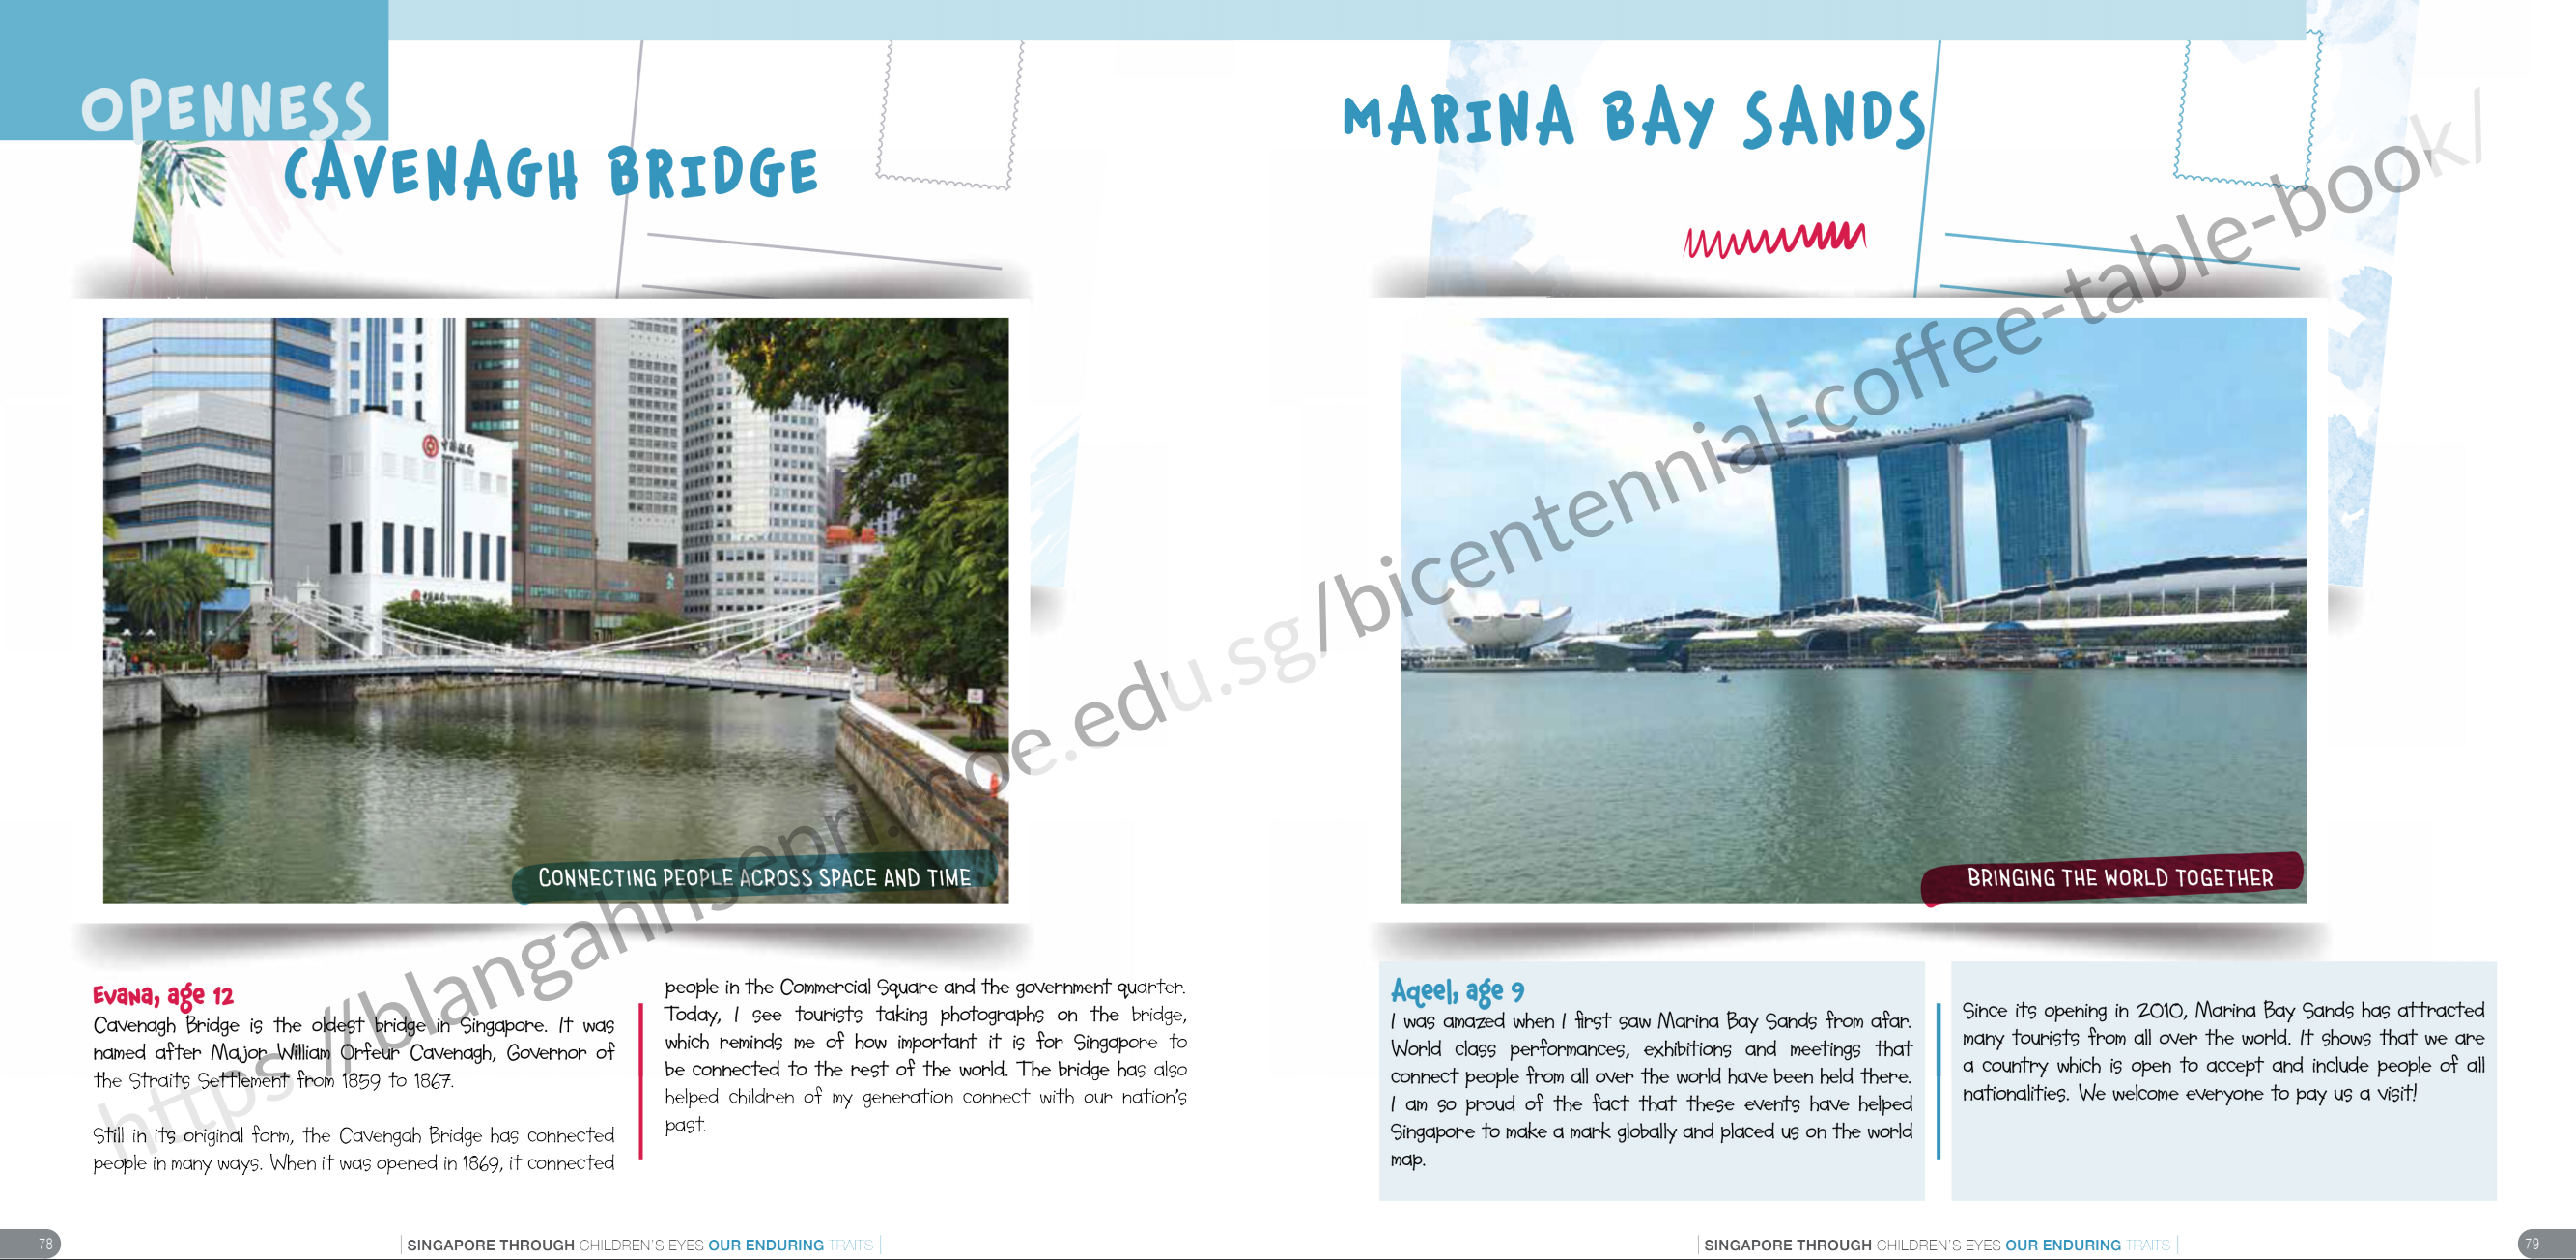 OPENNESS
CAVENAGH BRIDGE
CONNECTING PEOPLE ACROSS SPACE AND TIME
Evana, age 12
Cavenagh Bridge is the oldest bridge in Singapore. It was
named after Major William Orfeur Cavenagh, Governor of
the Straits Settlement from 1859 to 1867.
Still in its original form, the Cavengah Bridge has connected
people in many ways. When it was opened in 1869, it connected
people in the Commercial Square and the government quarter.
Today, I see tourists taking photographs on the bridge,
which reminds me of how important it is for Singapore to
be connected to the rest of the world. The bridge has also
helped children of my generation connect with our nation's
past.
78
SINGAPORE THROUGH CHILDREN'S EYES OUR ENDURING TRAITS
MARINA BAY SANDS
BRINGING THE WORLD TOGETHER
Aqeel, age 9
I was amazed when I first saw Marina Bay Sands from afar.
World class performances, exhibitions and meetings that
connect people from all over the world have been held there.
I am so proud of the fact that these events have helped
Singapore to make a mark globally and placed us on the world
map.
Since its opening in 2010, Marina Bay Sands has attracted
many tourists from all over the world. It shows that we are
a country which is open to accept and include people of all
nationalities. We welcome everyone to pay us a visit!
SINGAPORE THROUGH CHILDREN'S EYES OUR ENDURING TRAITS
79
https://blangahrisepri.moe.edu.sg/bicentennial-coffee-table-book/